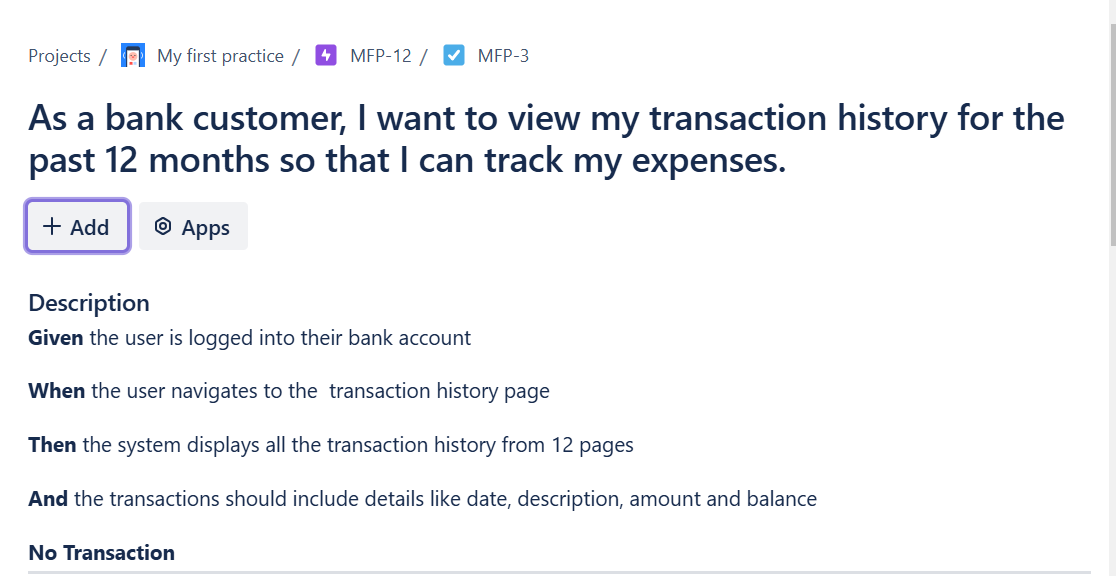 Projects / My first practice / MFP-12 / MFP-3
As a bank customer, I want to view my transaction history for the
past 12 months so that I can track my expenses.
+ Add Apps
Description
Given the user is logged into their bank account
When the user navigates to the  transaction history page
Then the system displays all the transaction history from 12 pages
And the transactions should include details like date, description, amount and balance
No Transaction